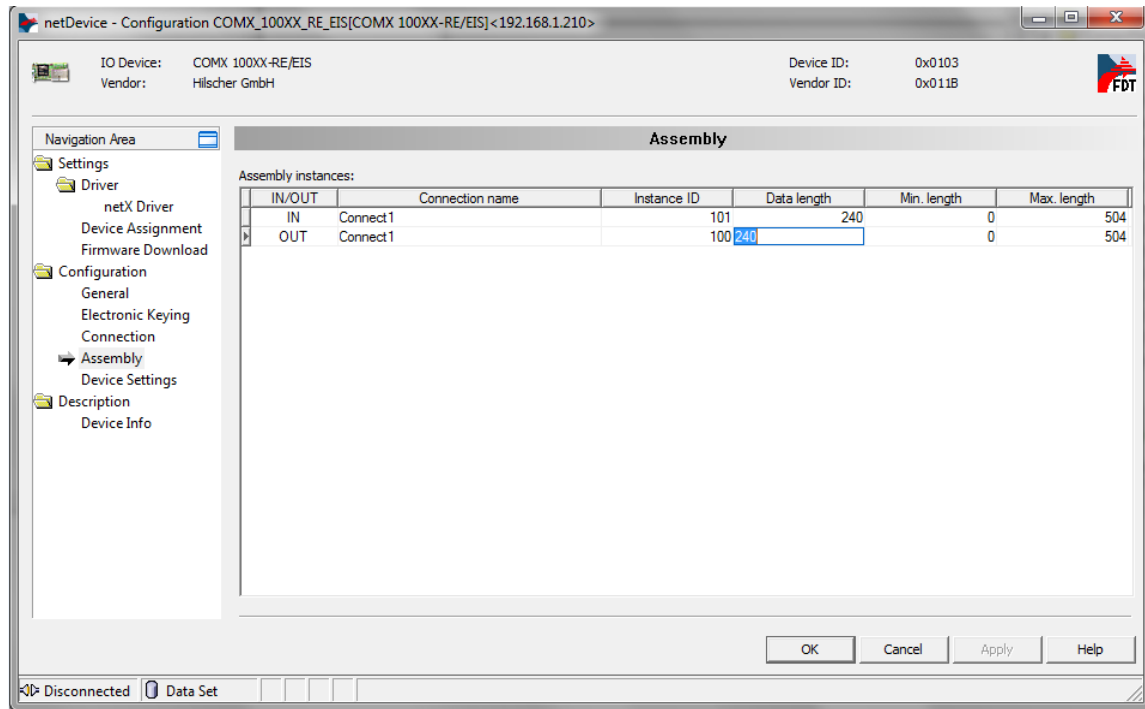 netDevice - Configuration COMX_100XX_RE_EIS[COMX 100XX-RE/EIS]<192.168.1.210>
IO Device: COMX 100XX-RE/EIS Device ID: 0x0103
Vendor: Hilscher GmbH Vendor ID: 0x011B
FDT
Navigation Area
Settings
Driver
netX Driver
Device Assignment
Firmware Download
Configuration
General
Electronic Keying
Connection
Assembly
Device Settings
Description
Device Info
Assembly
Assembly instances:
IN/OUT Connection name Instance ID Data length Min. length Max. length
IN Connect1 101 240 0 504
OUT Connect1 100 240 0 504
OK Cancel Apply Help
Disconnected Data Set